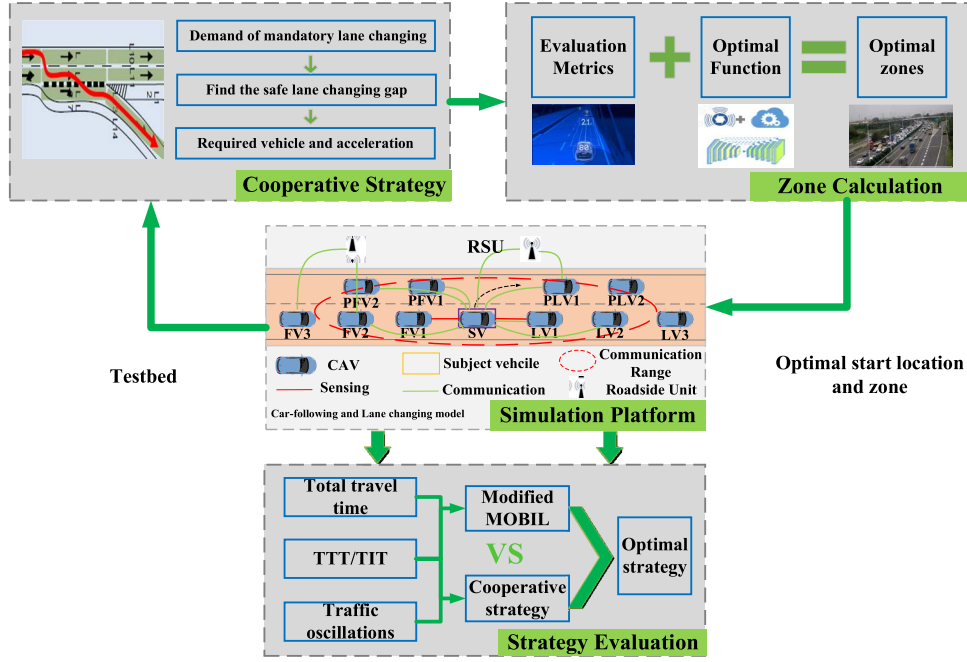 Demand of mandatory lane changing
Find the safe lane changing gap
Required vehicle and acceleration
Cooperative Strategy
Evaluation
Metrics
Optimal
Function
Optimal
zones
Zone Calculation
RSU
PFV2
PFV1
PLV1
PLV2
FV3
FV2
FV1
SV
LV1
LV2
LV3
CAV
Subject vehcile
Communication
Range
Sensing
Communication
Roadside Unit
Car-following and Lane changing model
Simulation Platform
Testbed
Optimal start location
and zone
Total travel
time
TTT/TIT
Traffic
oscillations
Modified
MOBIL
VS
Cooperative
strategy
Optimal
strategy
Strategy Evaluation